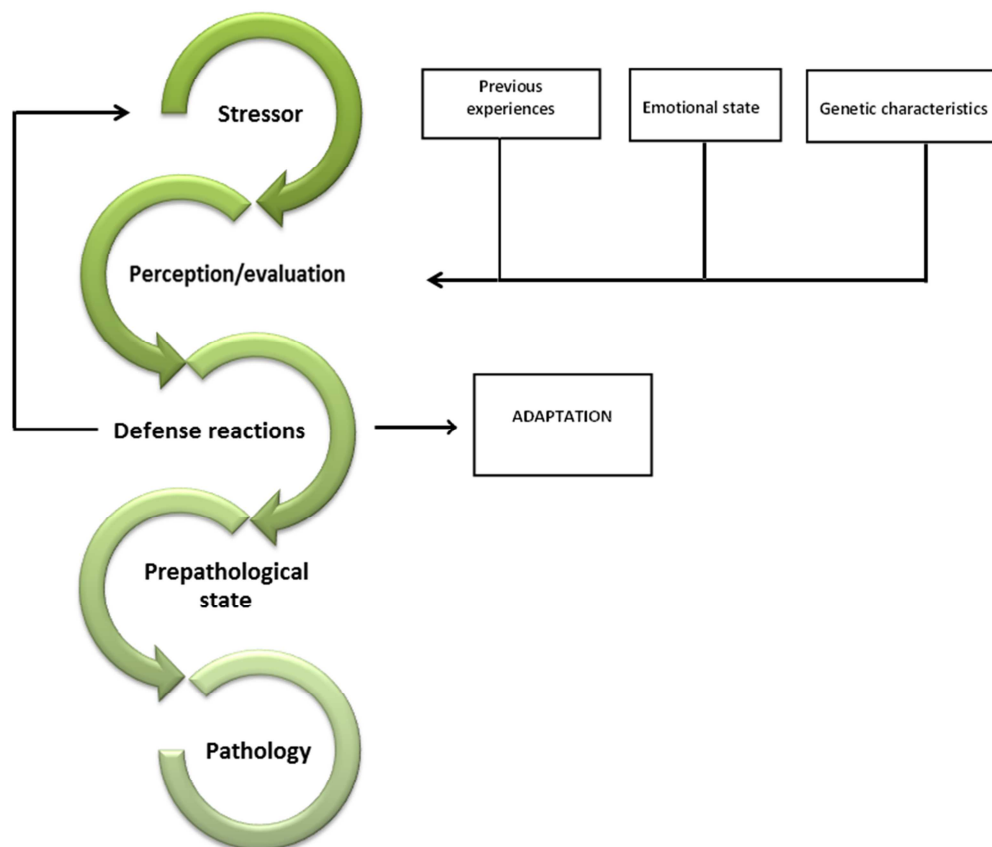 Stressor
Previous
experiences
Emotional state
Genetic characteristics
Perception/evaluation
Defense reactions
ADAPTATION
Prepathological
state
Pathology